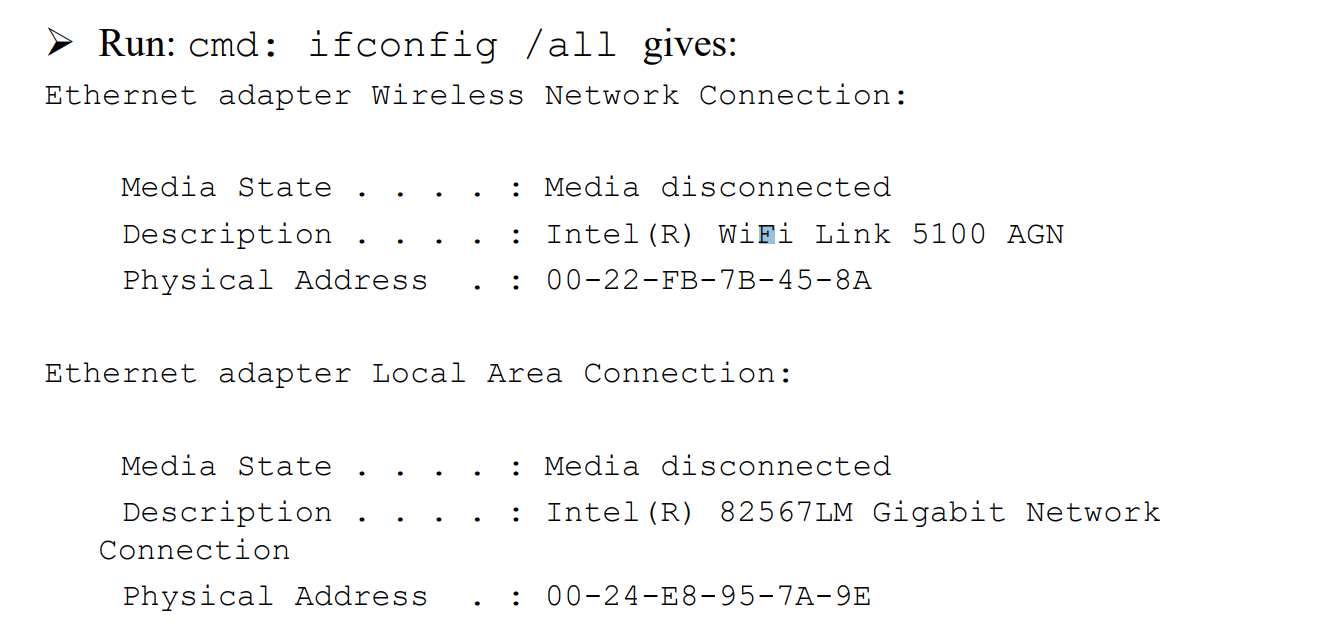 ➢ Run: cmd: ifconfig /all gives:
Ethernet adapter Wireless Network Connection:
Media State . . . . : Media disconnected
Description . . . . : Intel(R) WiFi Link 5100 AGN
Physical Address . : 00-22-FB-7B-45-8A
Ethernet adapter Local Area Connection:
Media State . . . . : Media disconnected
Description . . . . : Intel(R) 82567LM Gigabit Network
Connection
Physical Address . : 00-24-E8-95-7A-9E